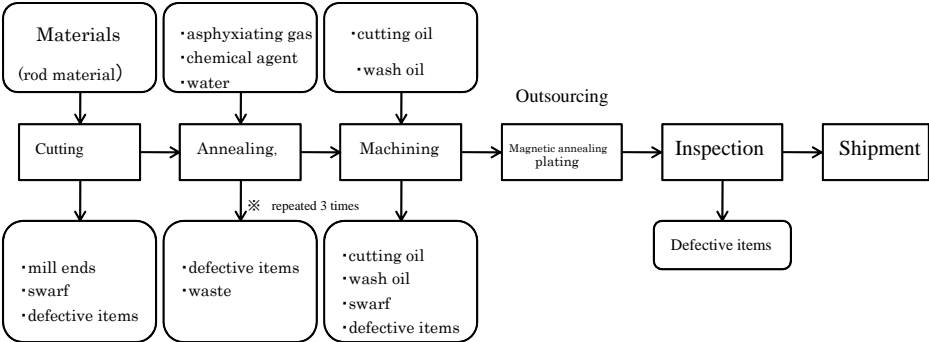 Materials
(rod material)
・asphyxiating gas
・chemical agent
・water
・cutting oil
・wash oil
Outsourcing
Cutting
Annealing,
Machining
Magnetic annealing
plating
Inspection
Shipment
※ repeated 3 times
・mill ends
・swarf
・defective items
・defective items
・waste
・cutting oil
・wash oil
・swarf
・defective items
Defective items